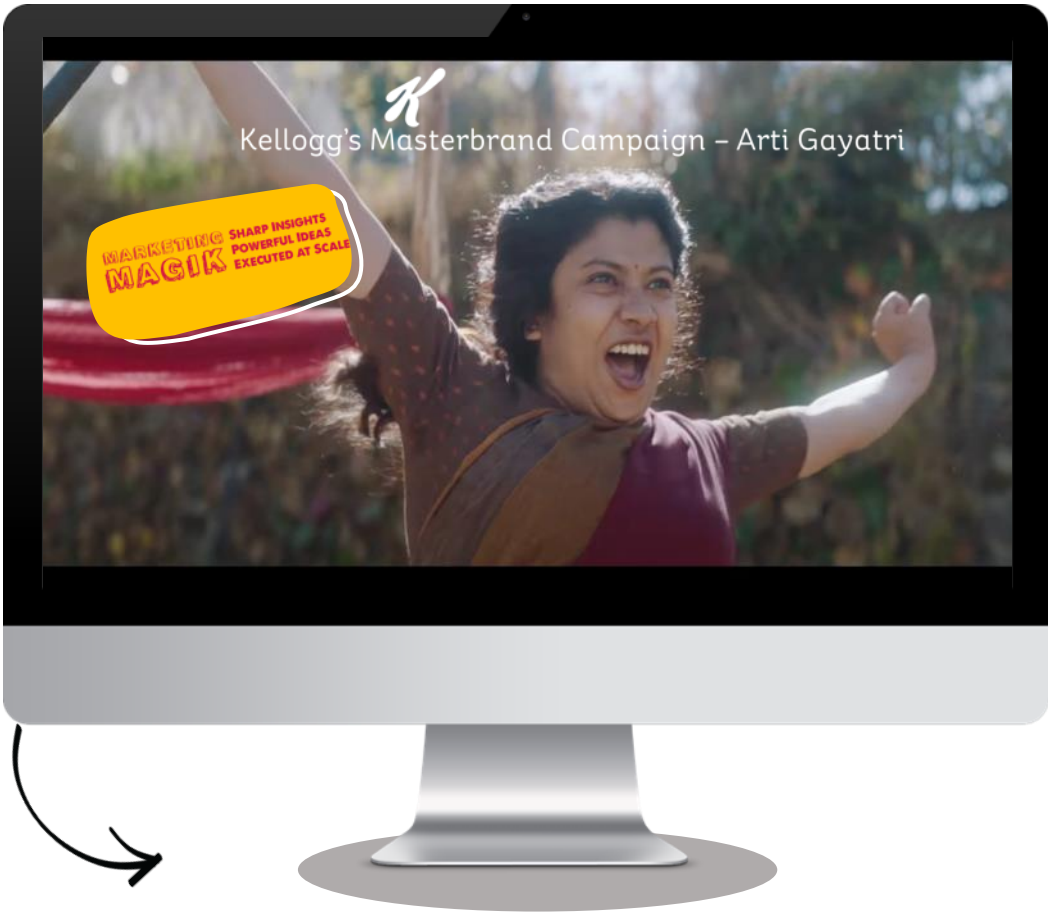 K
Kellogg's Masterbrand Campaign – Arti Gayatri
MARKETING
MAGIK
SHARP INSIGHTS
POWERFUL IDEAS
EXECUTED AT SCALE